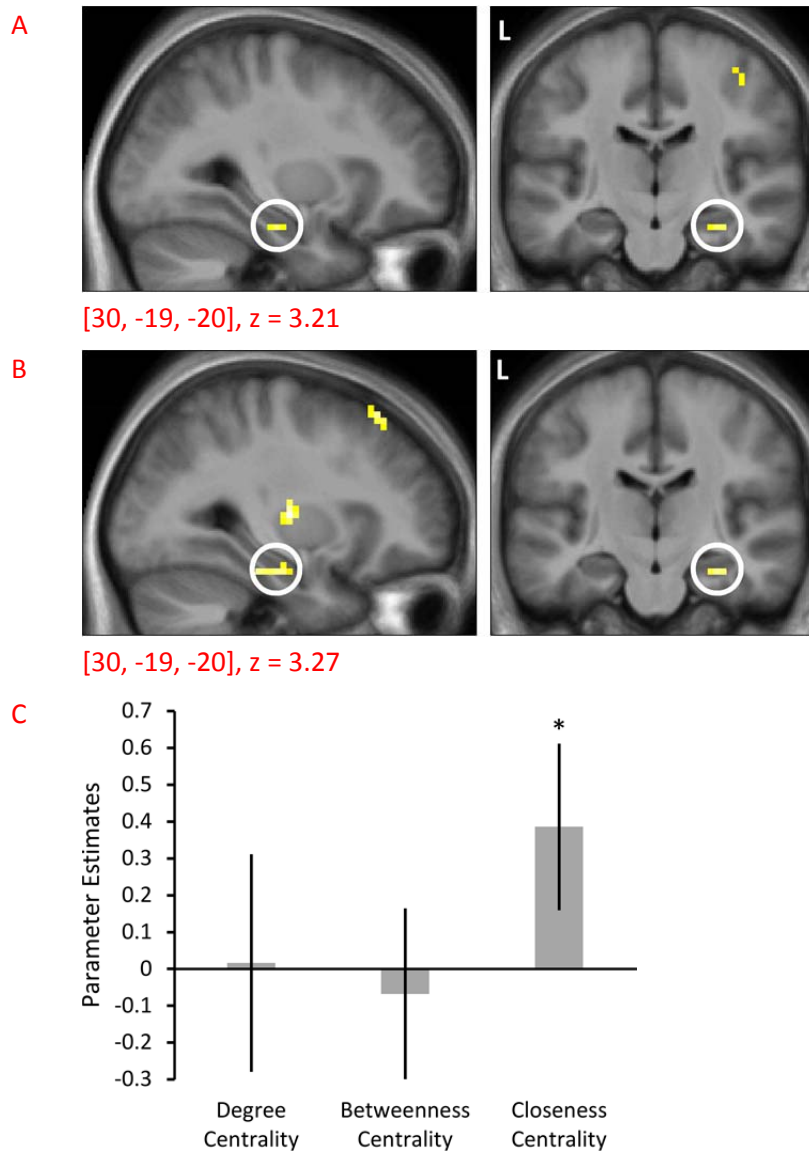 A
L
[30, -19, -20], z = 3.21
B
L
[30, -19, -20], z = 3.27
C
Parameter Estimates
0.7
0.6
0.5
0.4
0.3
0.2
0.1
0
-0.1
-0.2
-0.3
*
Degree
Centrality
Betweenness
Centrality
Closeness
Centrality